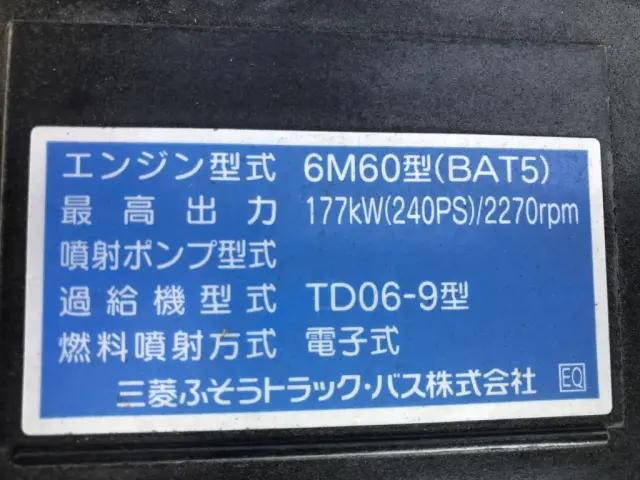 エンジン型式 6M60型(BAT5)
最高出力 177kW(240PS)/2270rpm
噴射ポンプ型式
過給機型式 TD06-9型
燃料噴射方式 電子式
三菱ふそうトラック・バス株式会社 EQ